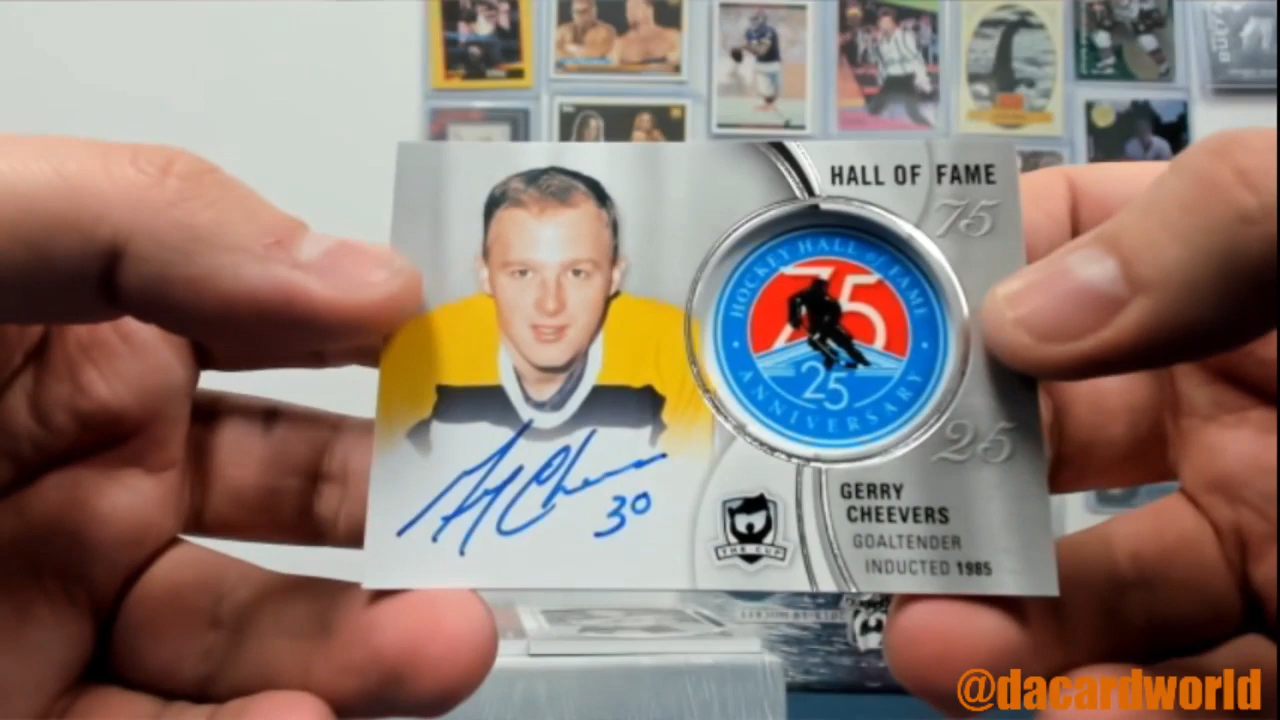 HALL OF FAME
75
HOCKEY HALL of FAME
75
25
ANNIVERSARY
25
30
THE CUP
GERRY
CHEEVERS
GOALTENDER
INDUCTED 1985
@dacardworld